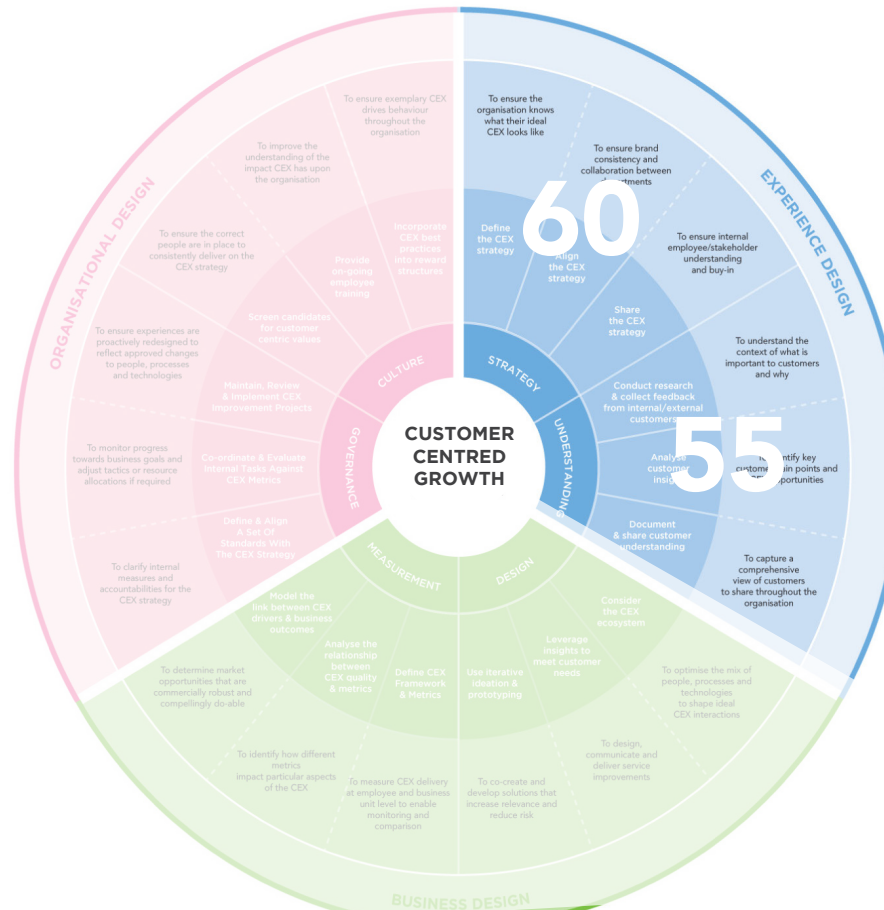 CUSTOMER
CENTRED
GROWTH
EXPERIENCE DESIGN
STRATEGY
Define
the CEX
strategy
To ensure the
organisation knows
what their ideal
CEX looks like
60
Align
the CEX
strategy
To ensure brand
consistency and
collaboration between
Share
the CEX
strategy
To ensure internal
employee/stakeholder
understanding
and buy-in
UNDERSTANDING
Conduct research
& collect feedback
from internal/external
customers
To understand the
context of what is
important to customers
and why
55
Analyse
customer
key
points and
opportunities
Document
& share customer
understanding
To capture a
comprehensive
view of customers
to share throughout the
organisation
BUSINESS DESIGN
DESIGN
Consider
the CEX
ecosystem
To optimise the mix of
people, processes and
technologies
to shape ideal
CEX interactions
Leverage
insights to
meet customer
needs
To design,
communicate and
deliver service
improvements
Use iterative
ideation &
prototyping
To co-create and
develop solutions that
increase relevance and
reduce risk
MEASUREMENT
Define CEX
Framework
& Metrics
To measure CEX delivery
at employee and business
unit level to enable
monitoring and
comparison
Analyse the
relationship
between
CEX quality
& metrics
To identify how different
metrics
impact particular aspects
of the CEX
Model the
link between CEX
drivers & business
outcomes
To determine market
opportunities that are
commercially robust and
compellingly do-able
ORGANISATIONAL DESIGN
GOVERNANCE
Define & Align
A Set Of
Standards With
The CEX Strategy
To clarify internal
measures and
accountabilities for the
CEX strategy
Co-ordinate & Evaluate
Internal Tasks Against
CEX Metrics
To monitor progress
towards business goals and
adjust tactics or resource
allocations if required
Maintain, Review
& Implement CEX
Improvement Projects
To ensure experiences are
proactively redesigned to
reflect approved changes
to people, processes
and technologies
CULTURE
Screen candidates
for customer
centric values
To ensure the correct
people are in place to
consistently deliver on the
CEX strategy
Provide
on-going
employee
training
To improve the
understanding of the
impact CEX has upon
the organisation
Incorporate
CEX best
practices
into reward
structures
To ensure exemplary CEX
drives behaviour
throughout the
organisation